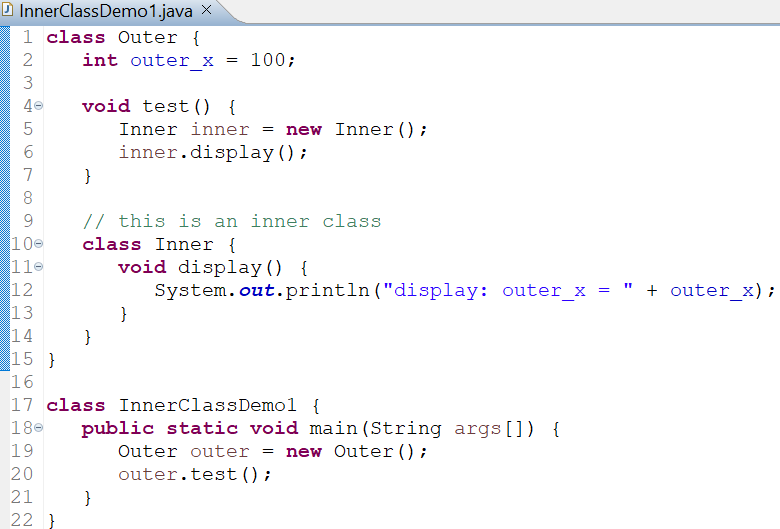 InnerClassDemo1.java
1 class Outer {
2    int outer_x = 100;
3
4    void test() {
5       Inner inner = new Inner();
6       inner.display();
7    }
8
9    // this is an inner class
10    class Inner {
11       void display() {
12          System.out.println("display: outer_x = " + outer_x);
13       }
14    }
15 }
16
17 class InnerClassDemo1 {
18    public static void main(String args[]) {
19       Outer outer = new Outer();
20       outer.test();
21    }
22 }